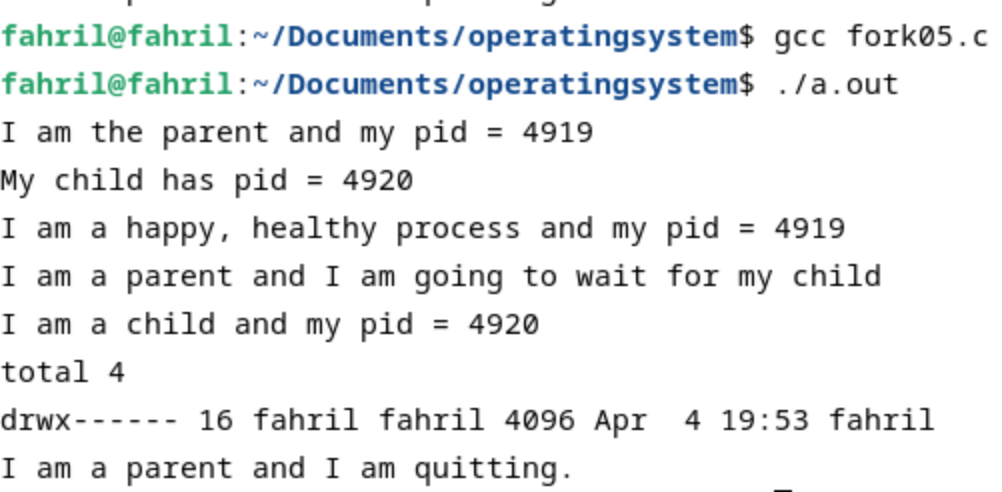 fahril@fahril:~/Documents/operatingsystem$ gcc fork05.c
fahril@fahril:~/Documents/operatingsystem$ ./a.out
I am the parent and my pid = 4919
My child has pid = 4920
I am a happy, healthy process and my pid = 4919
I am a parent and I am going to wait for my child
I am a child and my pid = 4920
total 4
drwx------ 16 fahril fahril 4096 Apr  4 19:53 fahril
I am a parent and I am quitting.